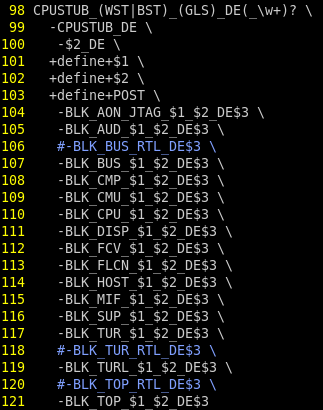 98 CPUSTUB_(WST|BST)_(GLS)_DE(_\w+)? \
99 -CPUSTUB_DE \
100 -$2_DE \
101 +define+$1 \
102 +define+$2 \
103 +define+POST \
104 -BLK_AON_JTAG_$1_$2_DE$3 \
105 -BLK_AUD_$1_$2_DE$3 \
106 #-BLK_BUS_RTL_DE$3 \
107 -BLK_BUS_$1_$2_DE$3 \
108 -BLK_CMP_$1_$2_DE$3 \
109 -BLK_CMU_$1_$2_DE$3 \
110 -BLK_CPU_$1_$2_DE$3 \
111 -BLK_DISP_$1_$2_DE$3 \
112 -BLK_FCV_$1_$2_DE$3 \
113 -BLK_FLCN_$1_$2_DE$3 \
114 -BLK_HOST_$1_$2_DE$3 \
115 -BLK_MIF_$1_$2_DE$3 \
116 -BLK_SUP_$1_$2_DE$3 \
117 -BLK_TUR_$1_$2_DE$3 \
118 #-BLK_TUR_RTL_DE$3 \
119 -BLK_TURL_$1_$2_DE$3 \
120 #-BLK_TOP_RTL_DE$3 \
121 -BLK_TOP_$1_$2_DE$3